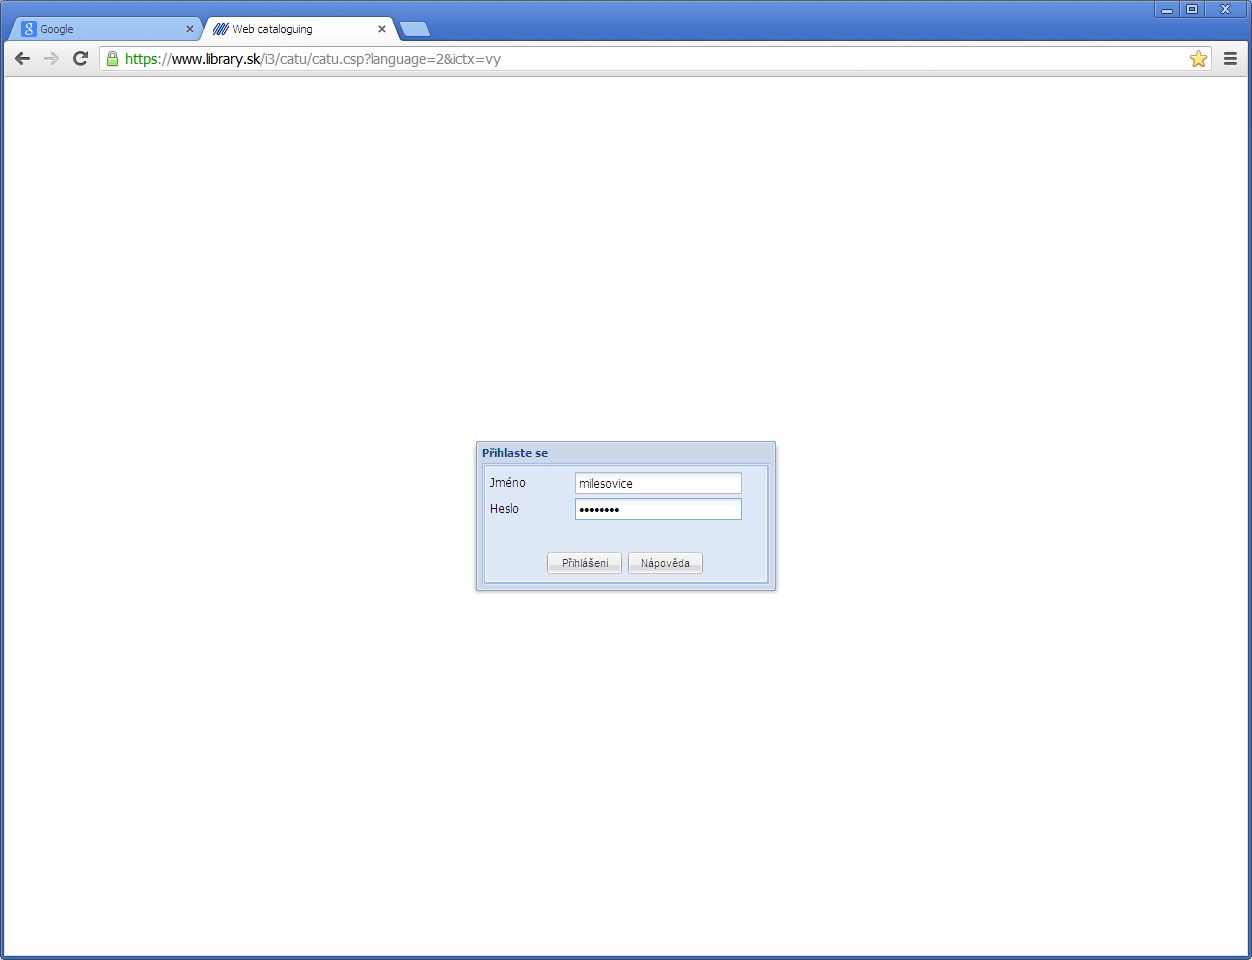 Google
Web cataloguing
https://www.library.sk/i3/catu/catu.csp?language=2&ictx=vy
Přihlaste se
Jméno
milesovice
Heslo
••••••••
Přihlášení Nápověda